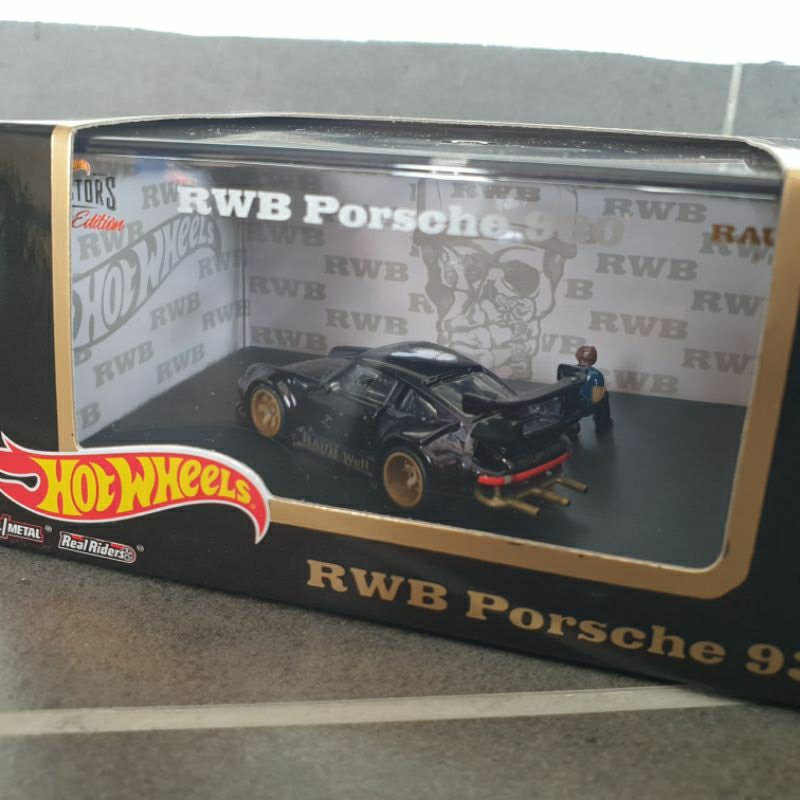 TORS
Edition
HOT WHEELS
RWB Porsche 930
RAU
RWB RWB
RWB
RWB RWB RWB
RWB RWB RWB
RWB RWB
RAUH Welt
HOT WHEELS
METAL
Real Riders
RWB Porsche 93